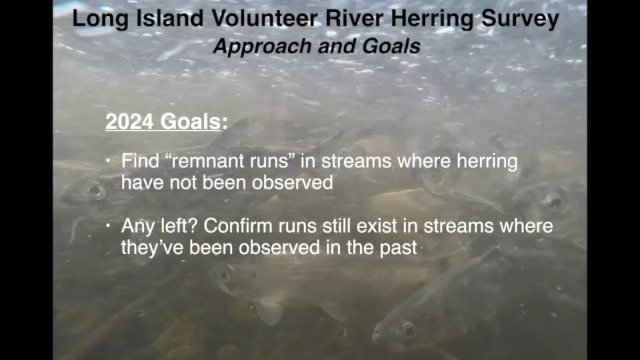 Long Island Volunteer River Herring Survey
Approach and Goals
2024 Goals:
• Find “remnant runs” in streams where herring
have not been observed
• Any left? Confirm runs still exist in streams where
they’ve been observed in the past